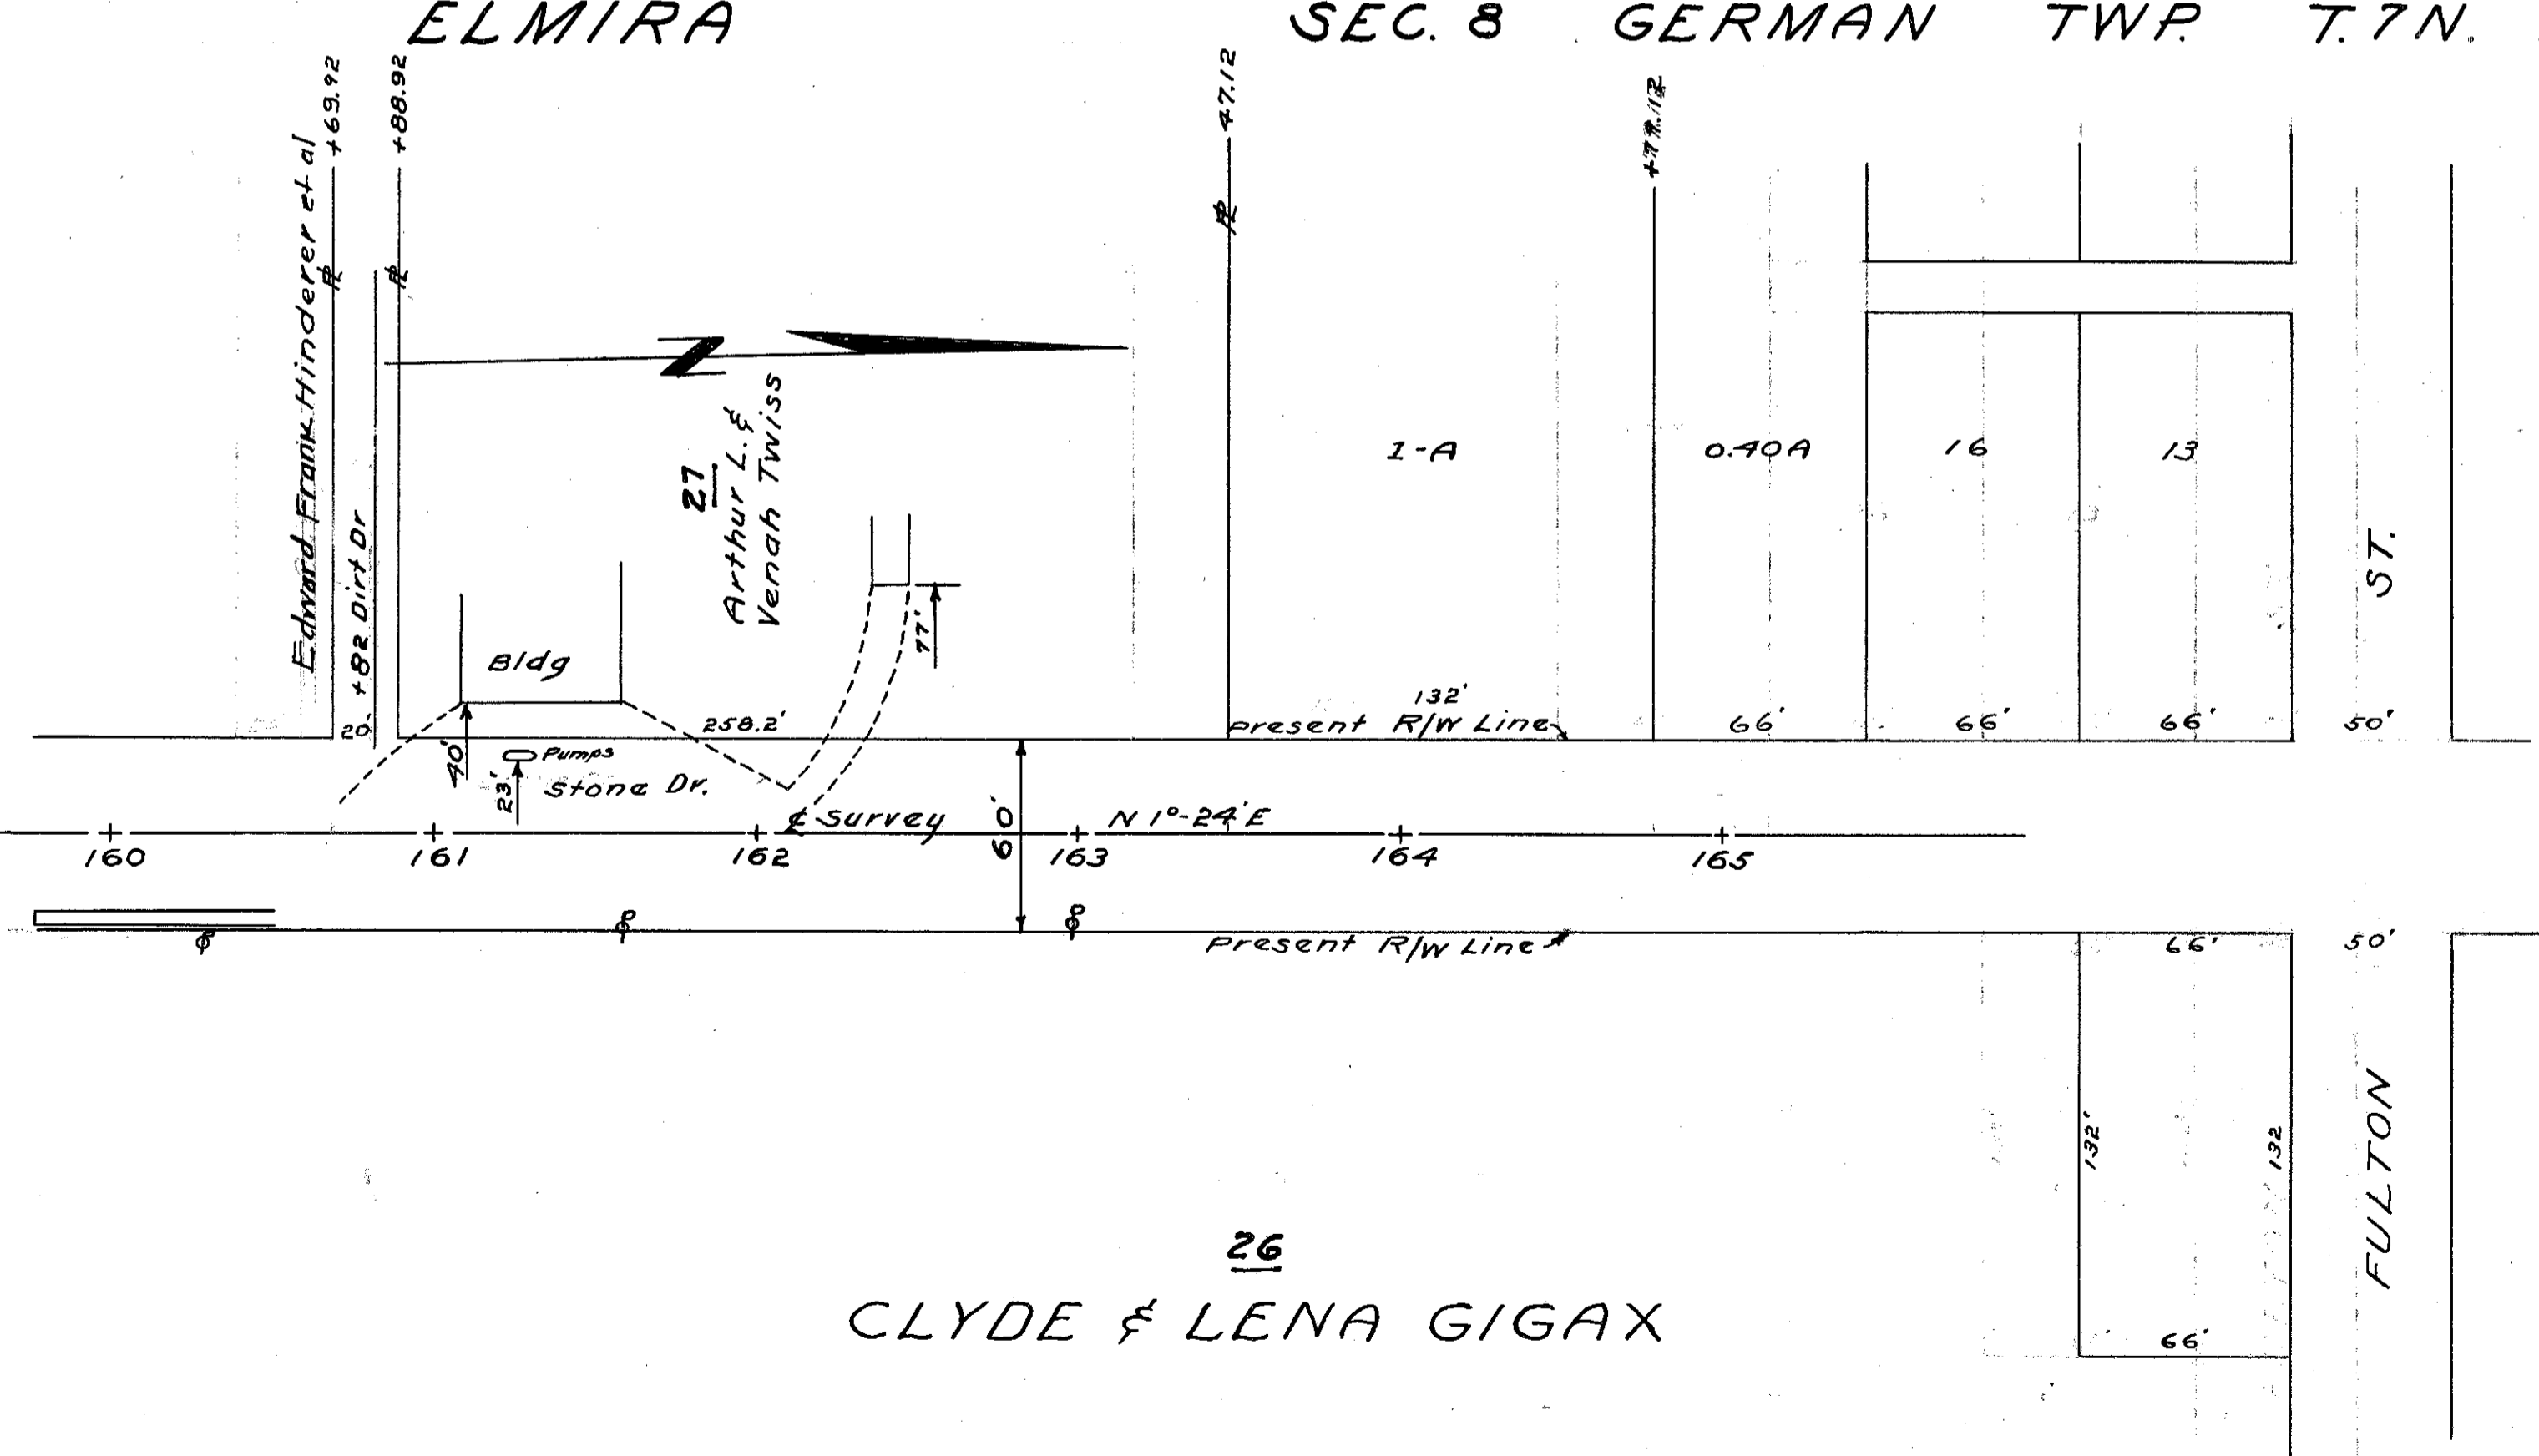 ELMIRA SEC. 8 GERMAN TWP. T. 7 N.
+69.92
+88.92
47.12
Edward Frank Hinderer et al
+82 Dirt Dr
27
Arthur L. &
Venah Twiss
1-A
0.40A
16
13
ST.
Bldg
77'
20'
258.2'
132'
present R/W Line
66'
66'
66'
50'
40'
Pumps
23'
Stone Dr.
℄ Survey
N 1°-24' E
60'
160
161
162
163
164
165
present R/W Line
66'
50'
132'
132
FULTON
26
CLYDE & LENA GIGAX
66'